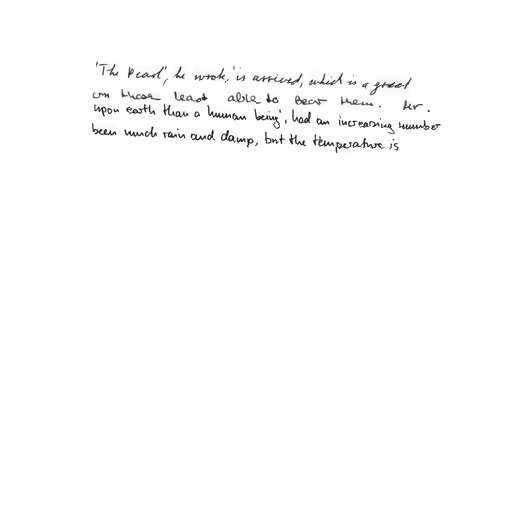 'The Pearl', he wrote, 'is arrived, which is a great
on those least able to bear them. Mr.
upon earth than a human being', had an increasing number
been much rain and damp, but the temperature is